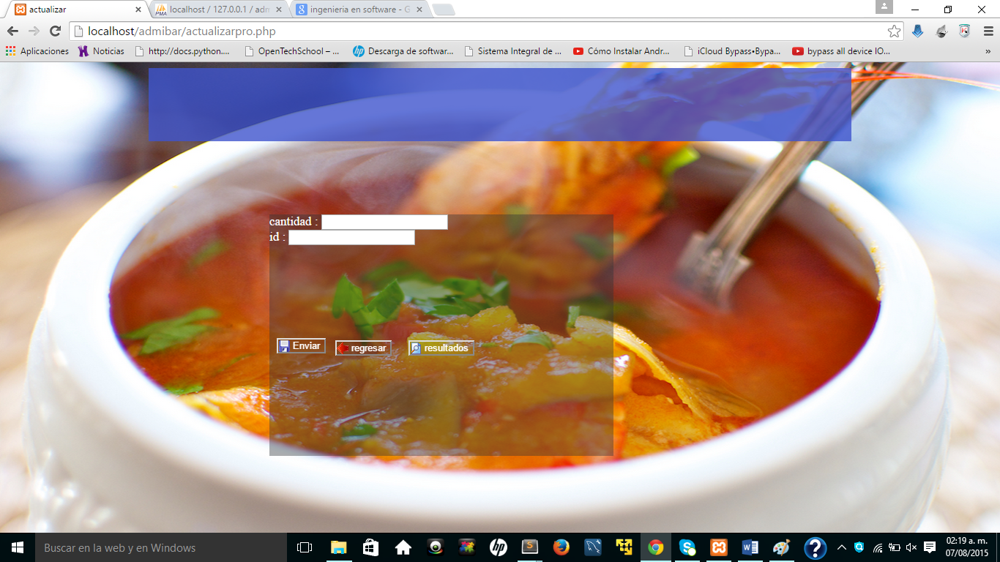 actualizar
localhost / 127.0.0.1 / adm
ingenieria en software - G
localhost/admibar/actualizarpro.php
Aplicaciones
Noticias
http://docs.python....
OpenTechSchool – ...
Descarga de softwar...
Sistema Integral de ...
Cómo Instalar Andr...
iCloud Bypass•Bypa...
bypass all device IO...
»
cantidad :
id :
Enviar
regresar
resultados
Buscar en la web y en Windows
02:19 a. m.
07/08/2015